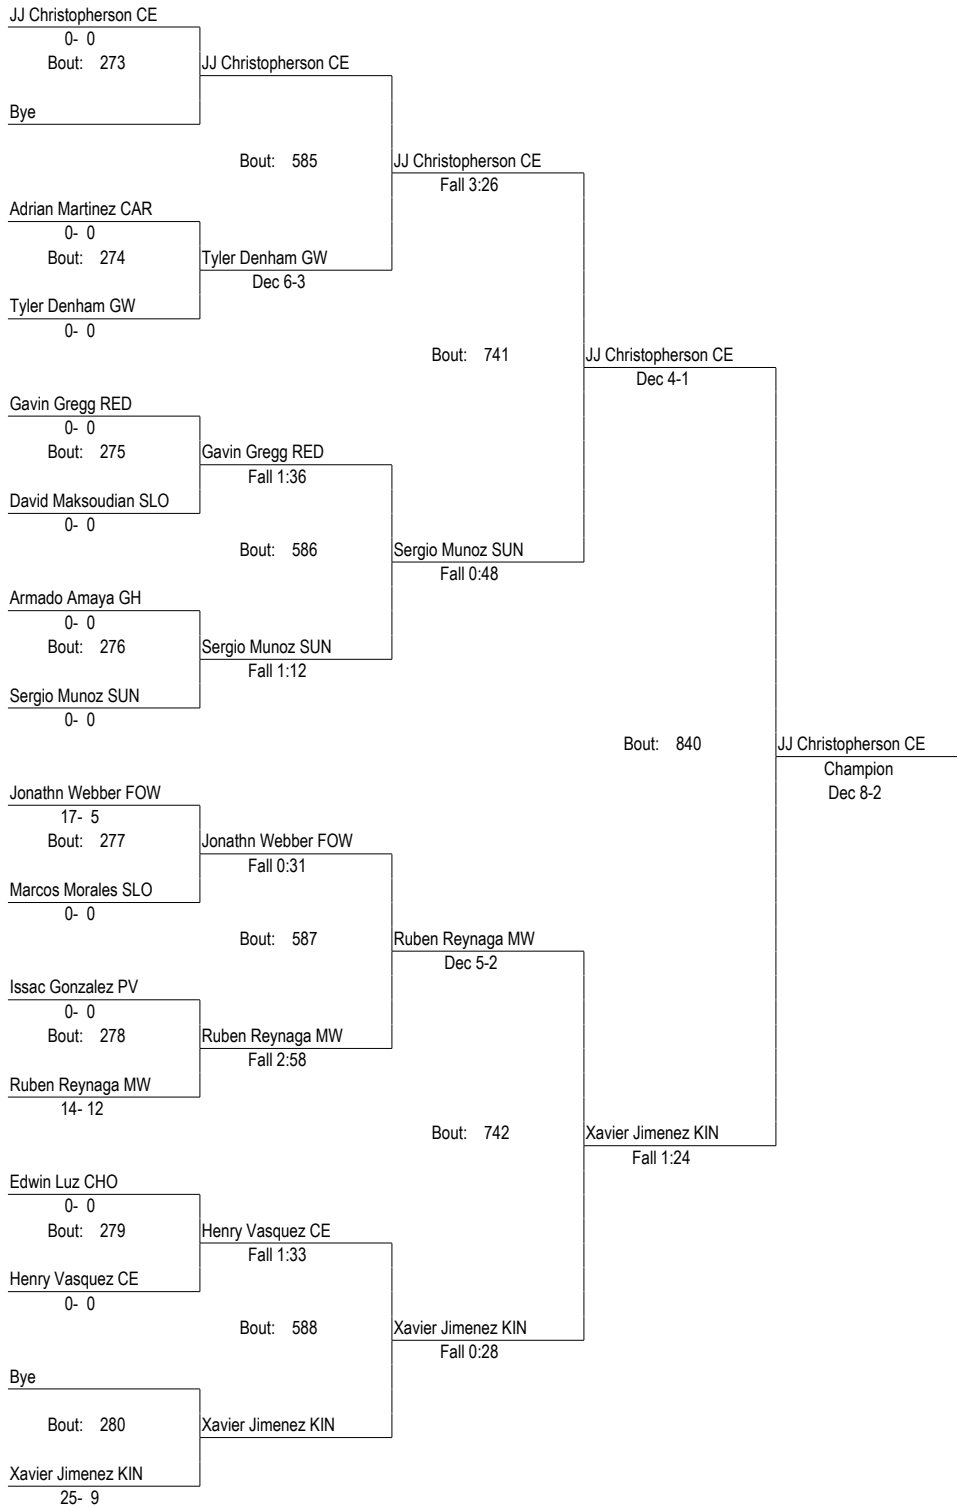 JJ Christopherson CE
0- 0
Bout: 273
JJ Christopherson CE
Bye
Bout: 585
JJ Christopherson CE
Fall 3:26
Adrian Martinez CAR
0- 0
Bout: 274
Tyler Denham GW
Dec 6-3
Tyler Denham GW
0- 0
Bout: 741
JJ Christopherson CE
Dec 4-1
Gavin Gregg RED
0- 0
Bout: 275
Gavin Gregg RED
Fall 1:36
David Maksoudian SLO
0- 0
Bout: 586
Sergio Munoz SUN
Fall 0:48
Armado Amaya GH
0- 0
Bout: 276
Sergio Munoz SUN
Fall 1:12
Sergio Munoz SUN
0- 0
Bout: 840
JJ Christopherson CE
Champion
Dec 8-2
Jonathn Webber FOW
17- 5
Bout: 277
Jonathn Webber FOW
Fall 0:31
Marcos Morales SLO
0- 0
Bout: 587
Ruben Reynaga MW
Dec 5-2
Issac Gonzalez PV
0- 0
Bout: 278
Ruben Reynaga MW
Fall 2:58
Ruben Reynaga MW
14- 12
Bout: 742
Xavier Jimenez KIN
Fall 1:24
Edwin Luz CHO
0- 0
Bout: 279
Henry Vasquez CE
Fall 1:33
Henry Vasquez CE
0- 0
Bout: 588
Xavier Jimenez KIN
Fall 0:28
Bye
Bout: 280
Xavier Jimenez KIN
Xavier Jimenez KIN
25- 9